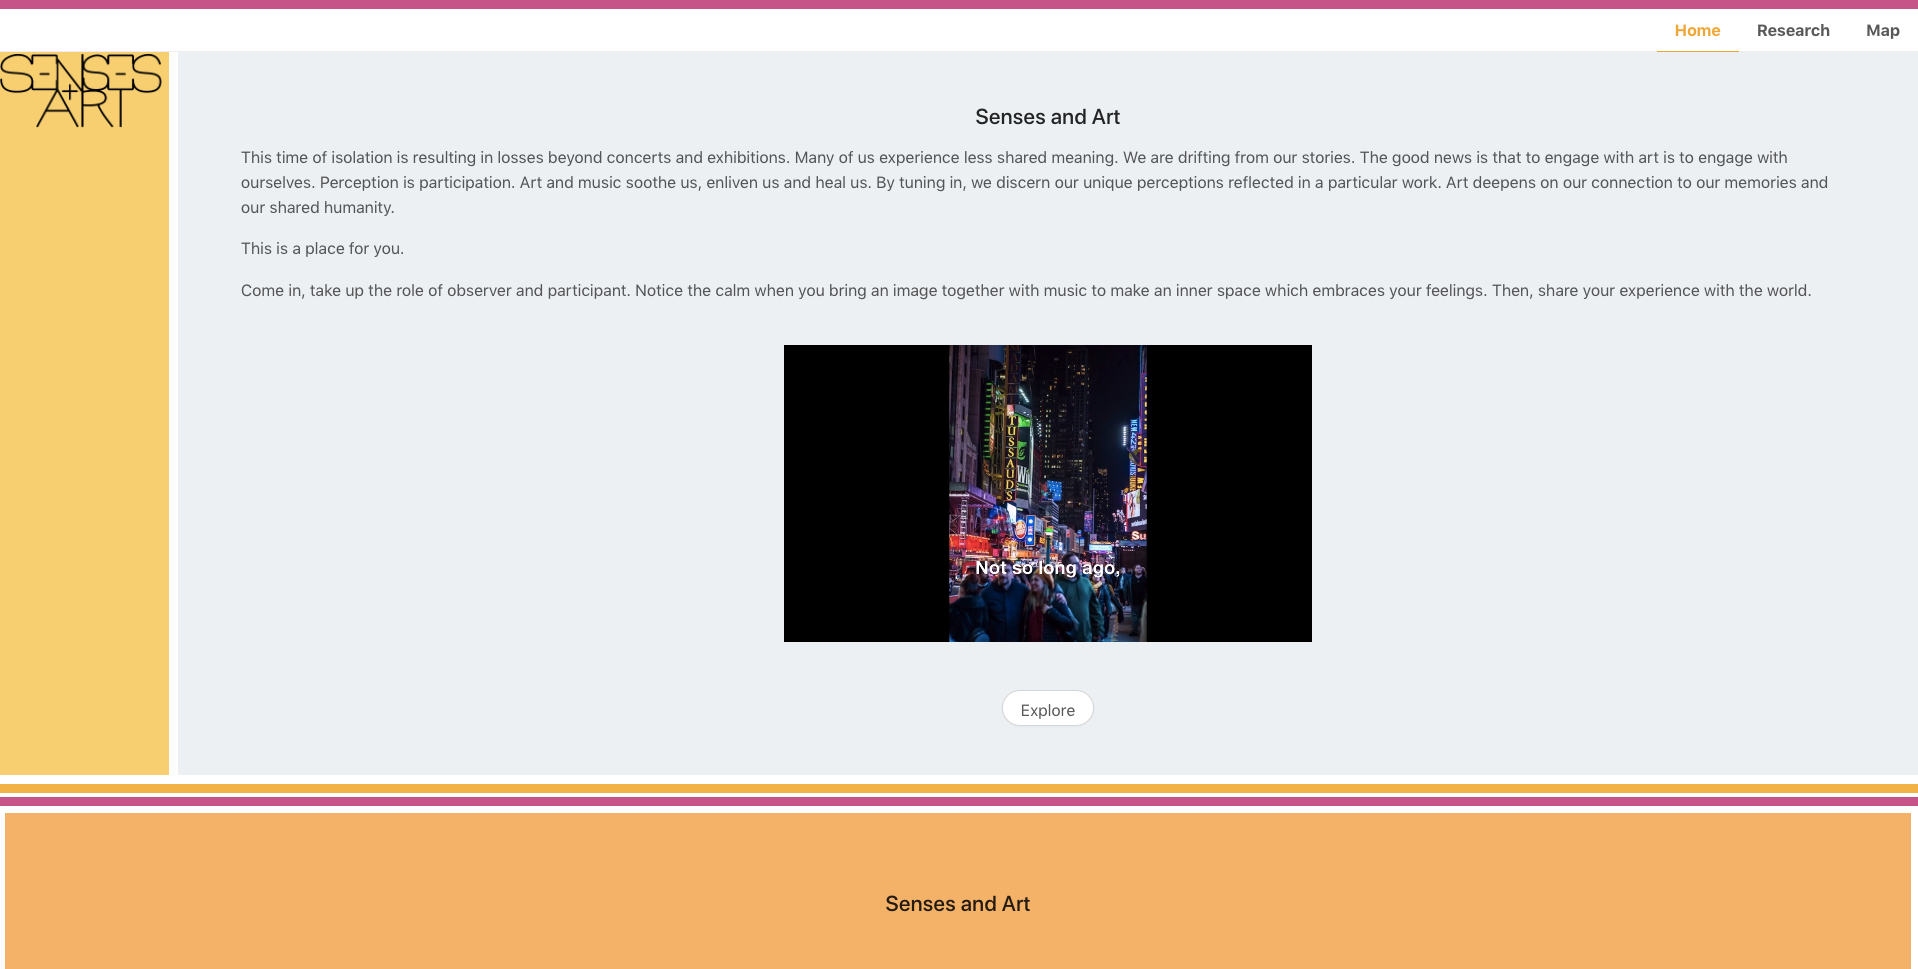 Home Research Map
SENSES
+
ART
Senses and Art
This time of isolation is resulting in losses beyond concerts and exhibitions. Many of us experience less shared meaning. We are drifting from our stories. The good news is that to engage with art is to engage with
ourselves. Perception is participation. Art and music soothe us, enliven us and heal us. By tuning in, we discern our unique perceptions reflected in a particular work. Art deepens on our connection to our memories and
our shared humanity.
This is a place for you.
Come in, take up the role of observer and participant. Notice the calm when you bring an image together with music to make an inner space which embraces your feelings. Then, share your experience with the world.
TUSSAUDS
Su
Not so long ago,
Explore
Senses and Art